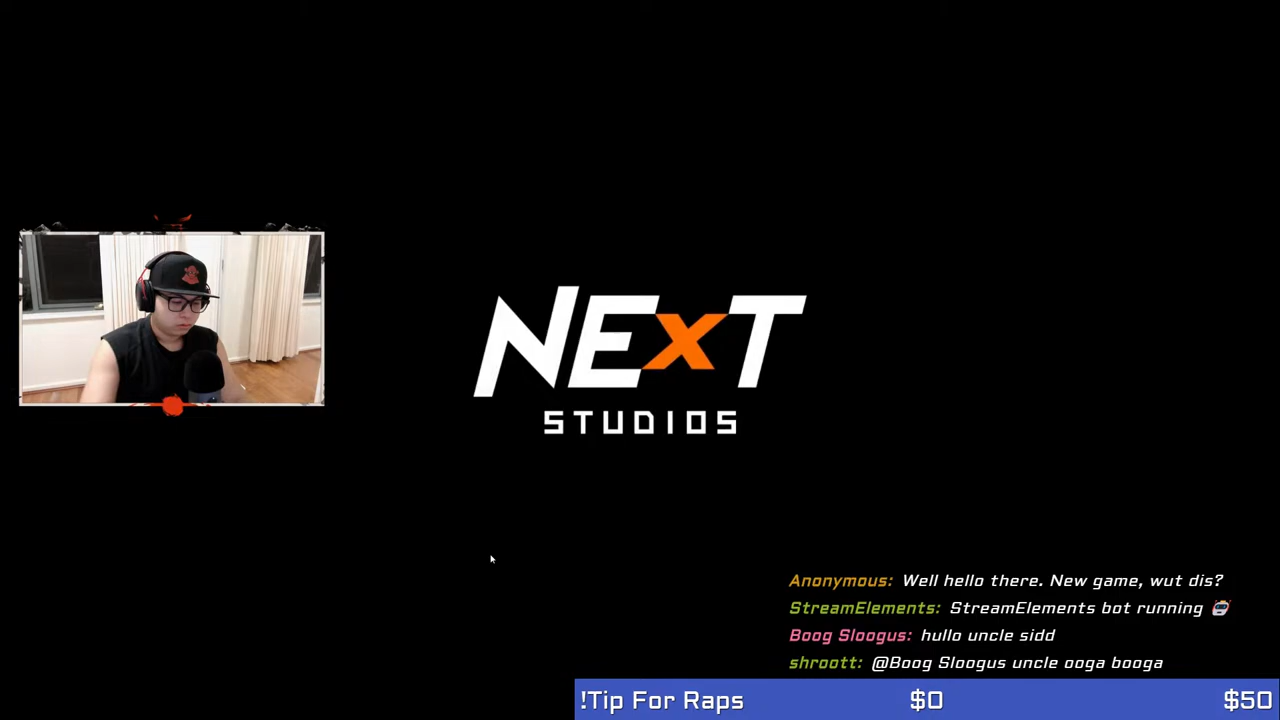 NExT
STUDIOS
Anonymous: Well hello there. New game, wut dis?
StreamElements: StreamElements bot running
Boog Sloogus: hullo uncle sidd
shroott: @Boog Sloogus uncle ooga booga
!Tip For Raps $0 $50